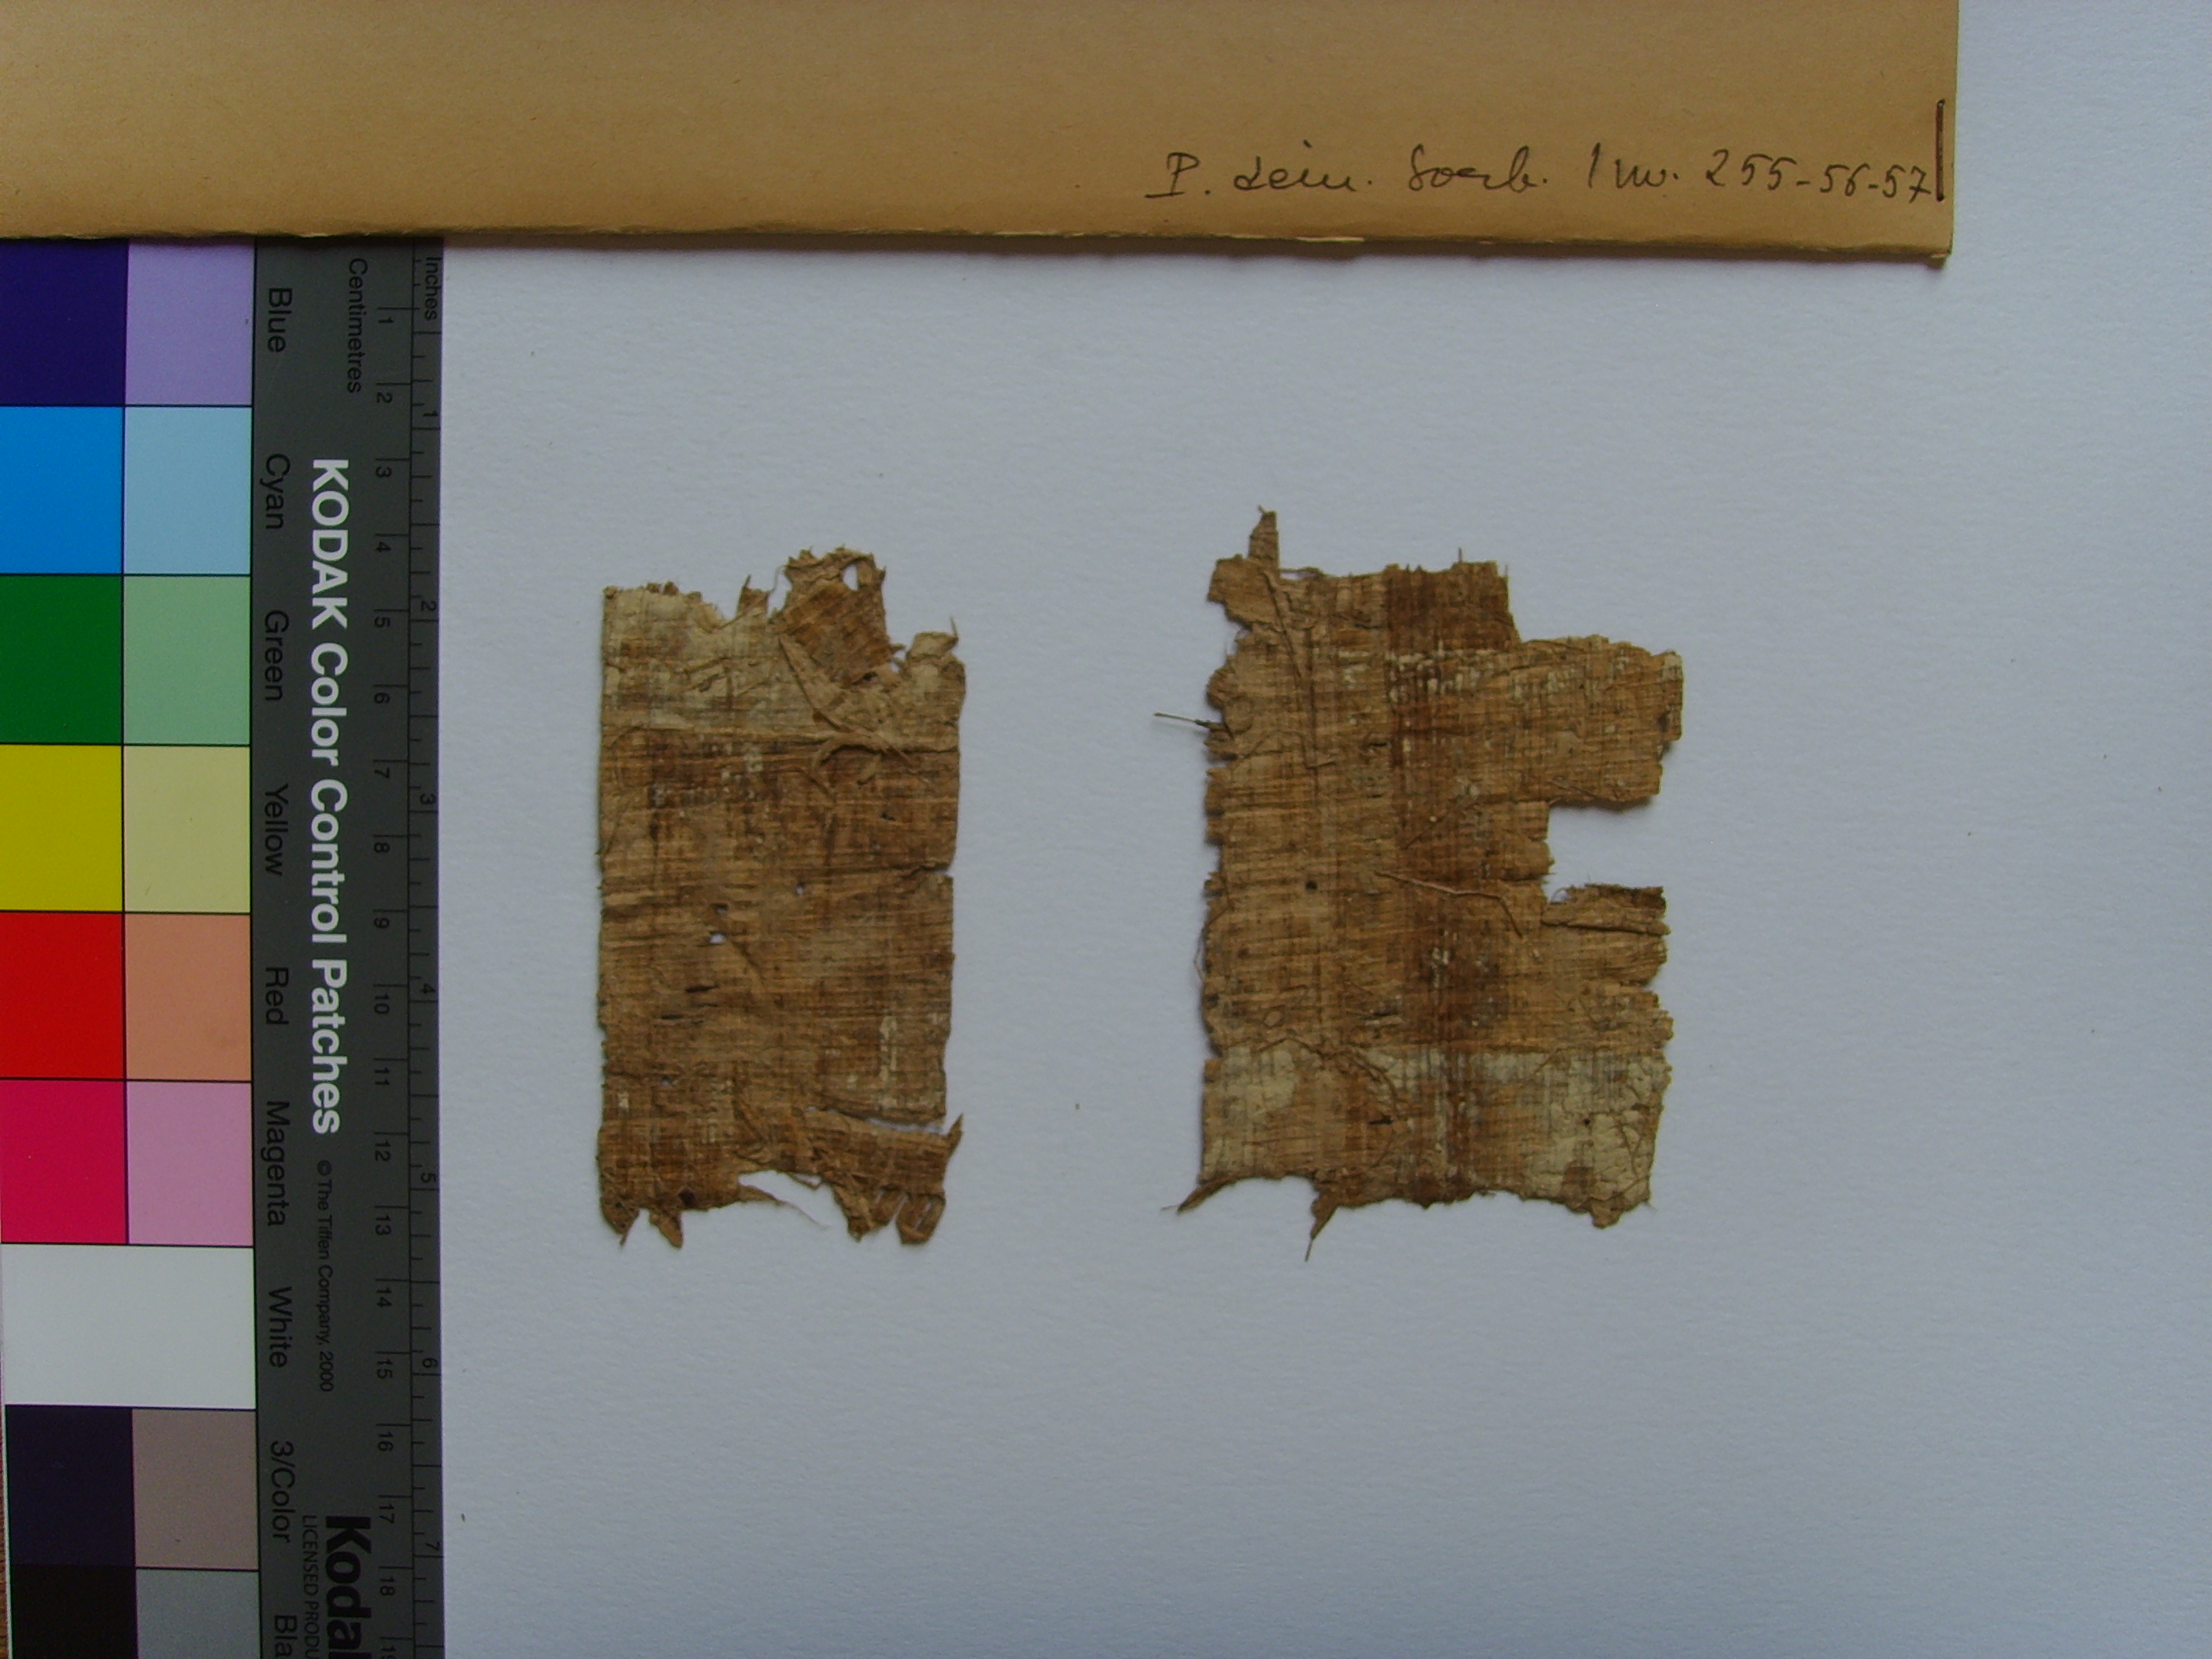 P. dem. Sorb. Inv. 255-56-57
Inches
Centimetres
1 2 3 4 5 6 7
1 2 3 4 5 6 7 8 9 10 11 12 13 14 15 16 17 18 19
KODAK Color Control Patches
©The Tiffen Company, 2000
Kodak
LICENSED PRODU
Blue
Cyan
Green
Yellow
Red
Magenta
White
3/Color
Bla